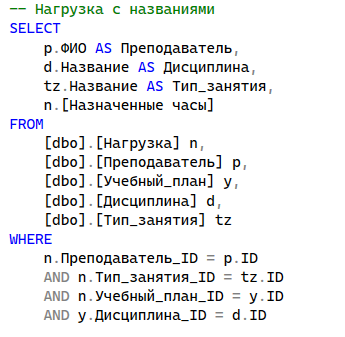 -- Нагрузка с названиями
SELECT
p.ФИО AS Преподаватель,
d.Название AS Дисциплина,
tz.Название AS Тип_занятия,
n.[Назначенные часы]
FROM
[dbo].[Нагрузка] n,
[dbo].[Преподаватель] p,
[dbo].[Учебный_план] y,
[dbo].[Дисциплина] d,
[dbo].[Тип_занятия] tz
WHERE
n.Преподаватель_ID = p.ID
AND n.Тип_занятия_ID = tz.ID
AND n.Учебный_план_ID = y.ID
AND y.Дисциплина_ID = d.ID